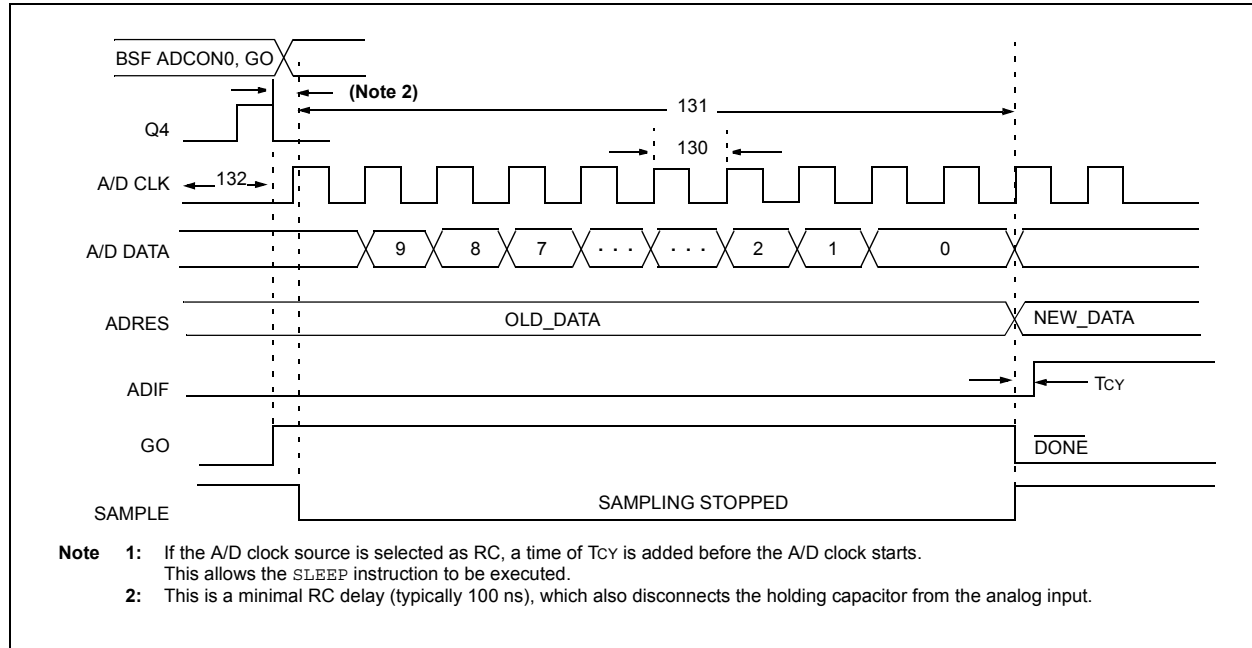 BSF ADCON0, GO
(Note 2)
131
Q4
130
A/D CLK
132
A/D DATA
9 8 7 . . . . . . 2 1 0
ADRES
OLD_DATA
NEW_DATA
ADIF
TCY
GO
DONE
SAMPLE
SAMPLING STOPPED
Note 1: If the A/D clock source is selected as RC, a time of TCY is added before the A/D clock starts.
This allows the SLEEP instruction to be executed.
2: This is a minimal RC delay (typically 100 ns), which also disconnects the holding capacitor from the analog input.